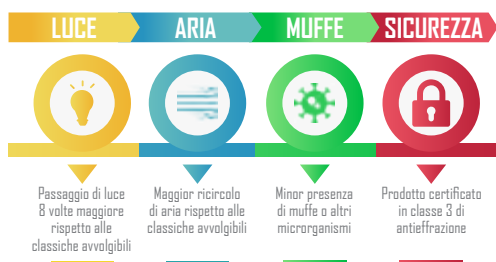 LUCE
ARIA
MUFFE
SICUREZZA
Passaggio di luce
8 volte maggiore
rispetto alle
classiche avvolgibili
Maggior ricircolo
di aria rispetto alle
classiche avvolgibili
Minor presenza
di muffe o altri
microrganismi
Prodotto certificato
in classe 3 di
antieffrazione